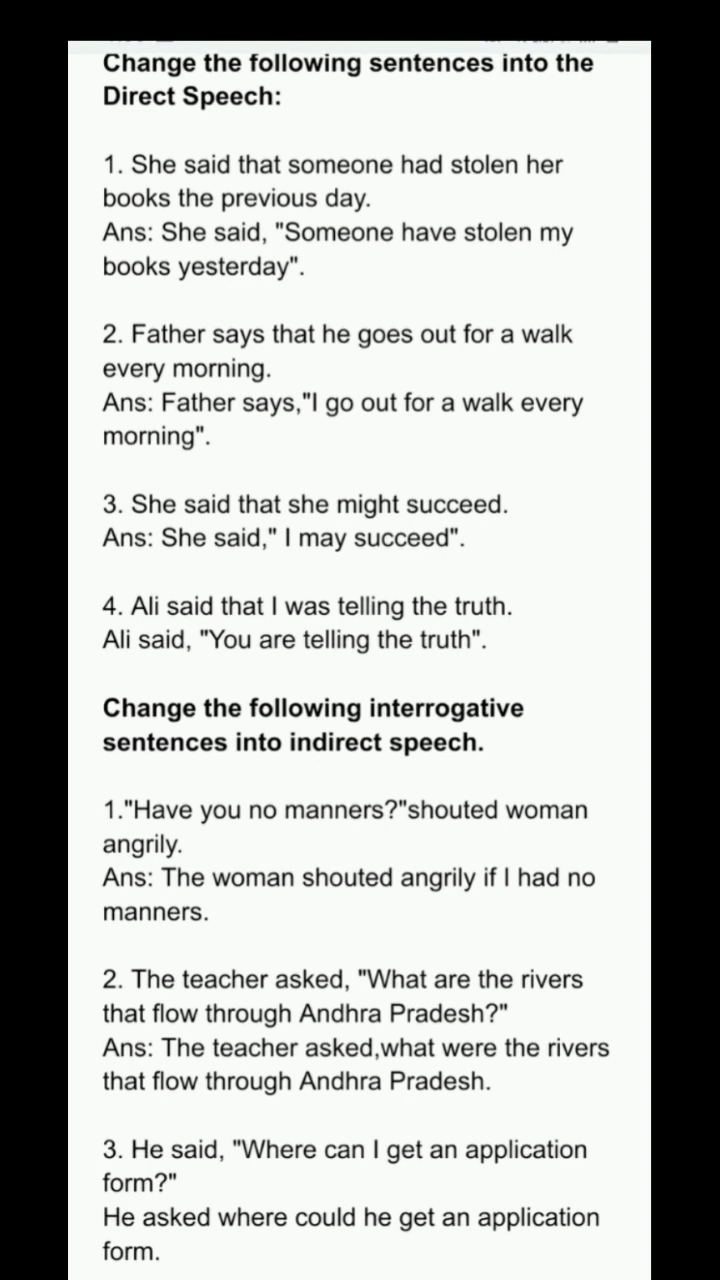 Change the following sentences into the
Direct Speech:
1. She said that someone had stolen her
books the previous day.
Ans: She said, "Someone have stolen my
books yesterday".
2. Father says that he goes out for a walk
every morning.
Ans: Father says,"I go out for a walk every
morning".
3. She said that she might succeed.
Ans: She said," I may succeed".
4. Ali said that I was telling the truth.
Ali said, "You are telling the truth".
Change the following interrogative
sentences into indirect speech.
1."Have you no manners?"shouted woman
angrily.
Ans: The woman shouted angrily if I had no
manners.
2. The teacher asked, "What are the rivers
that flow through Andhra Pradesh?"
Ans: The teacher asked,what were the rivers
that flow through Andhra Pradesh.
3. He said, "Where can I get an application
form?"
He asked where could he get an application
form.